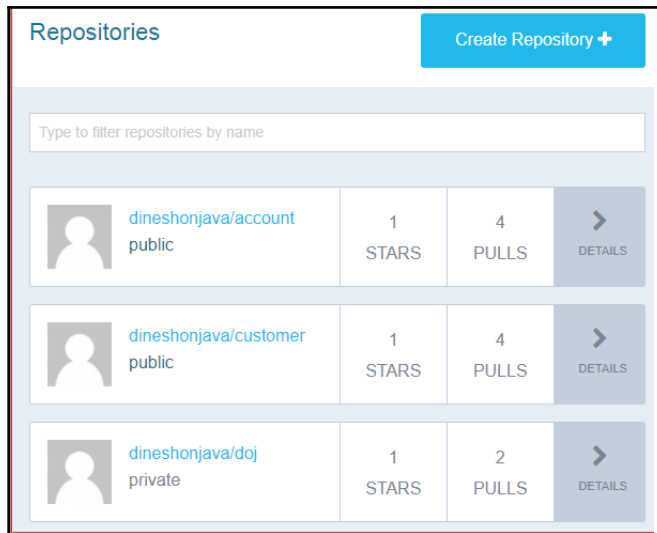 Repositories
Create Repository +
Type to filter repositories by name
dineshonjava/account
public
1
STARS
4
PULLS
DETAILS
dineshonjava/customer
public
1
STARS
4
PULLS
DETAILS
dineshonjava/doj
private
1
STARS
2
PULLS
DETAILS